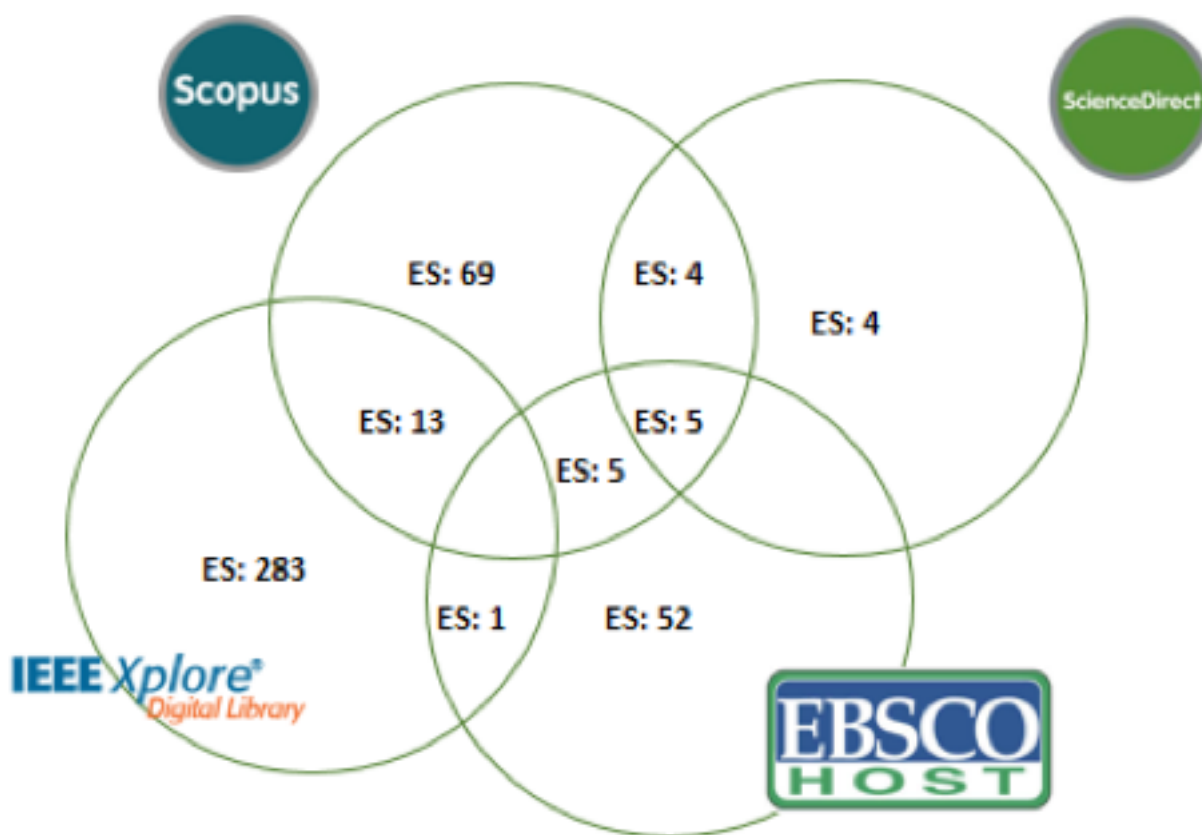 Scopus
ScienceDirect
ES: 69
ES: 4
ES: 4
ES: 13
ES: 5
ES: 5
ES: 283
ES: 1
ES: 52
IEEE Xplore®
Digital Library
EBSCO
HOST